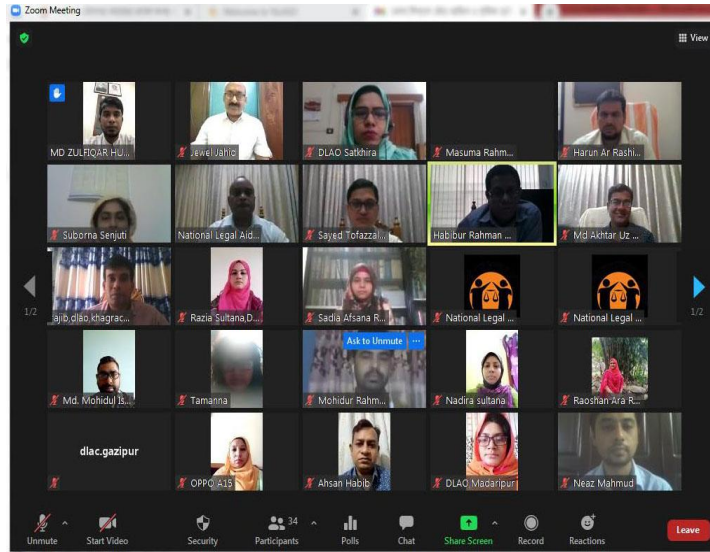 Zoom Meeting
View
MD ZULFIQAR HU...
Jewel Jahid
DLAO Satkhira
Masuma Rahm...
Harun Ar Rashi...
Suborna Senjuti
National Legal Aid...
Sayed Tofazzal...
Habibur Rahman ...
Md Akhtar Uz ...
rajib,dlao,khagrac...
Razia Sultana,D...
Sadia Afsana R...
National Legal ...
National Legal ...
1/2
1/2
Ask to Unmute ...
Md. Mohidul Is...
Tamanna
Mohidur Rahm...
Nadira sultana
Raoshan Ara R...
dlac.gazipur
OPPO A15
Ahsan Habib
DLAO Madaripur
Neaz Mahmud
34
Unmute
Start Video
Security
Participants
Polls
Chat
Share Screen
Record
Reactions
Leave